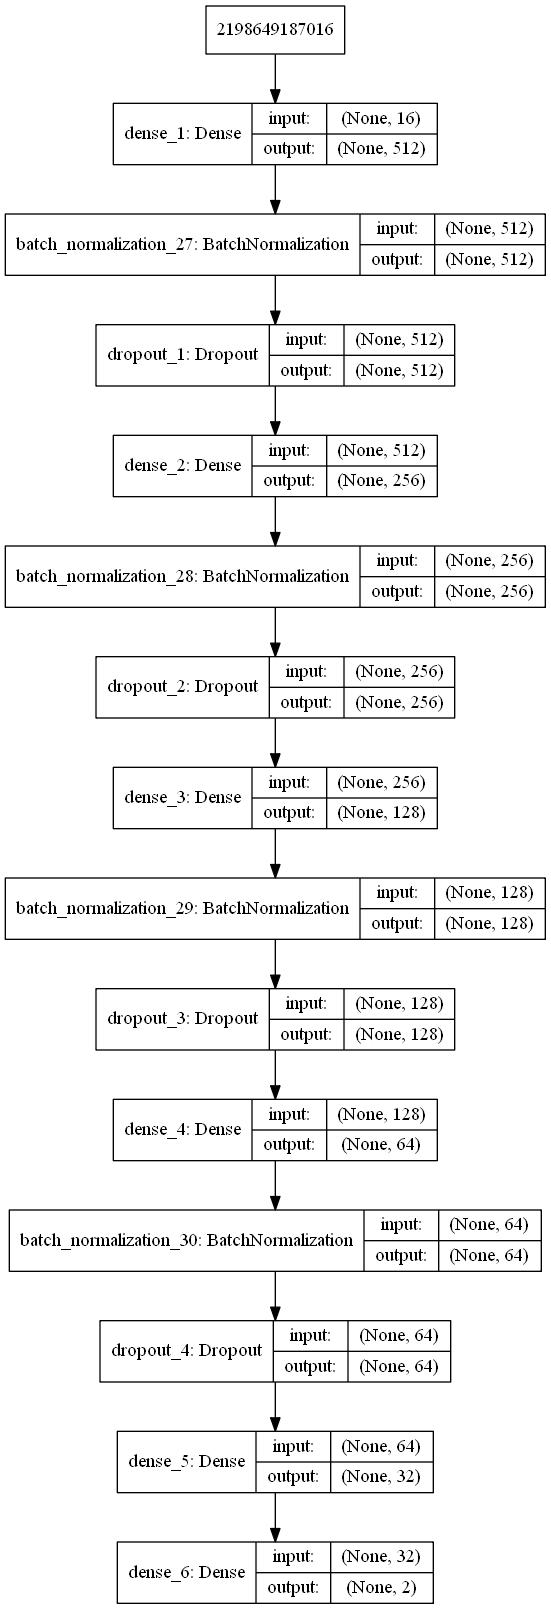 2198649187016
dense_1: Dense
input:
(None, 16)
output:
(None, 512)
batch_normalization_27: BatchNormalization
input:
(None, 512)
output:
(None, 512)
dropout_1: Dropout
input:
(None, 512)
output:
(None, 512)
dense_2: Dense
input:
(None, 512)
output:
(None, 256)
batch_normalization_28: BatchNormalization
input:
(None, 256)
output:
(None, 256)
dropout_2: Dropout
input:
(None, 256)
output:
(None, 256)
dense_3: Dense
input:
(None, 256)
output:
(None, 128)
batch_normalization_29: BatchNormalization
input:
(None, 128)
output:
(None, 128)
dropout_3: Dropout
input:
(None, 128)
output:
(None, 128)
dense_4: Dense
input:
(None, 128)
output:
(None, 64)
batch_normalization_30: BatchNormalization
input:
(None, 64)
output:
(None, 64)
dropout_4: Dropout
input:
(None, 64)
output:
(None, 64)
dense_5: Dense
input:
(None, 64)
output:
(None, 32)
dense_6: Dense
input:
(None, 32)
output:
(None, 2)